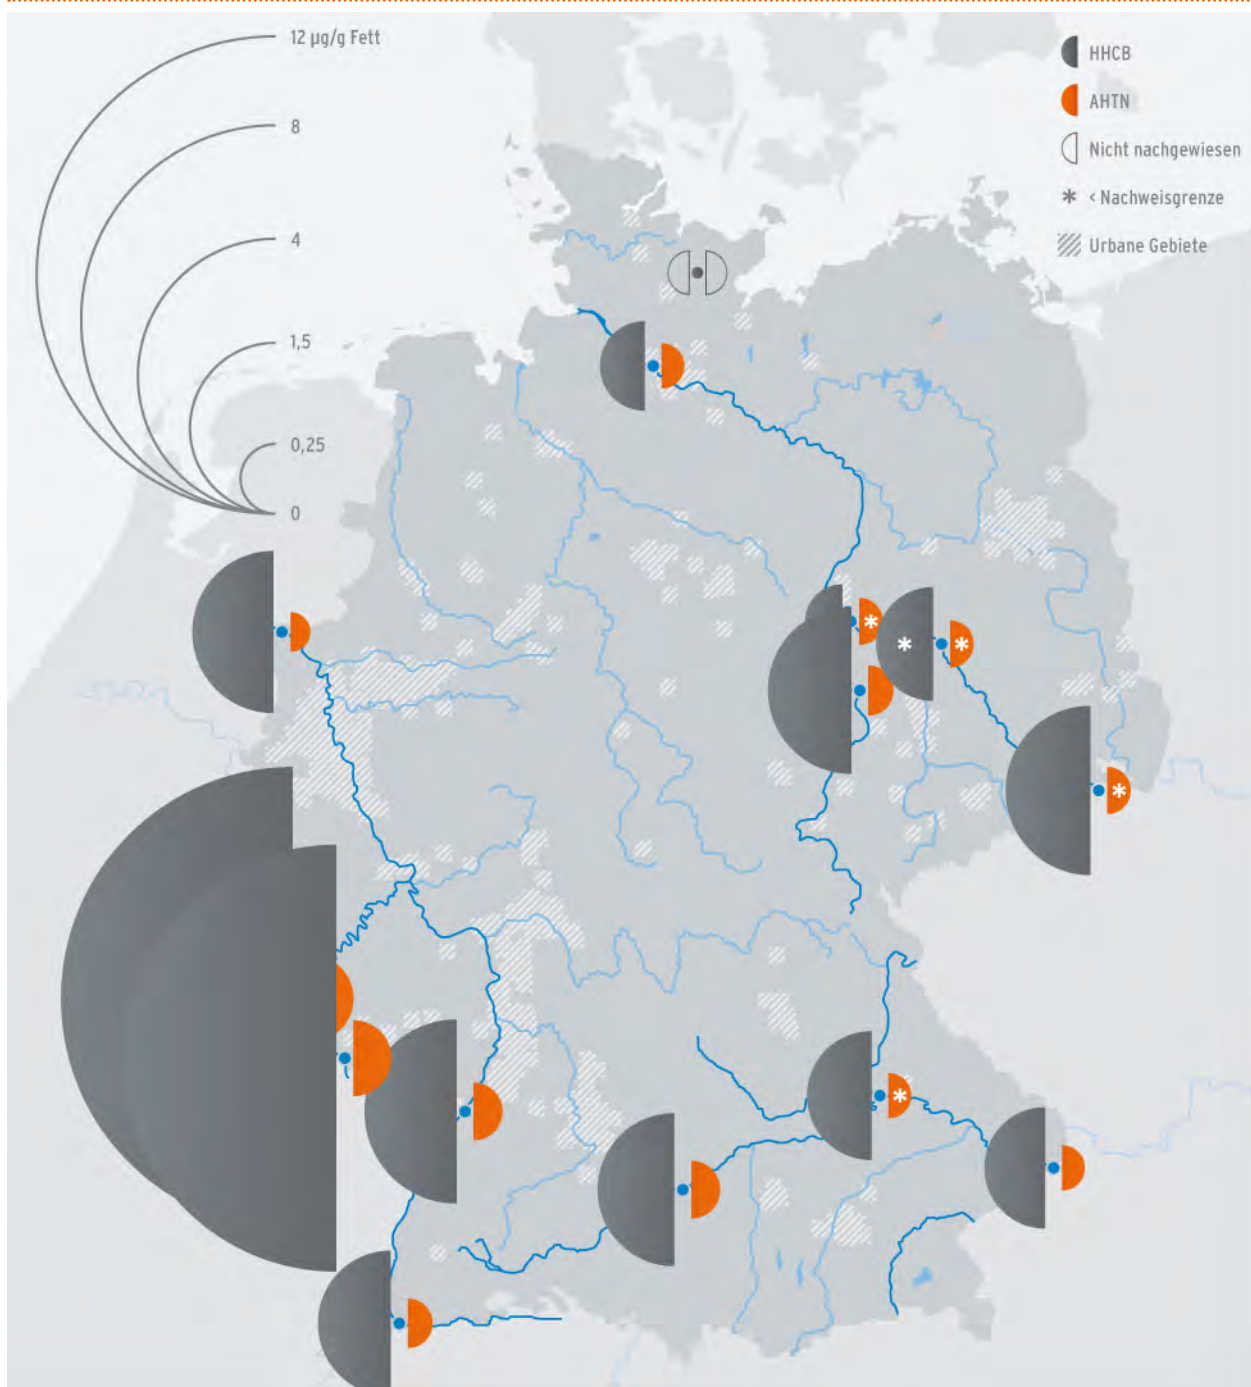 12 µg/g Fett
8
4
1,5
0,25
0
HHCB
AHTN
Nicht nachgewiesen
* < Nachweisgrenze
Urbane Gebiete
*
*
*
*
*